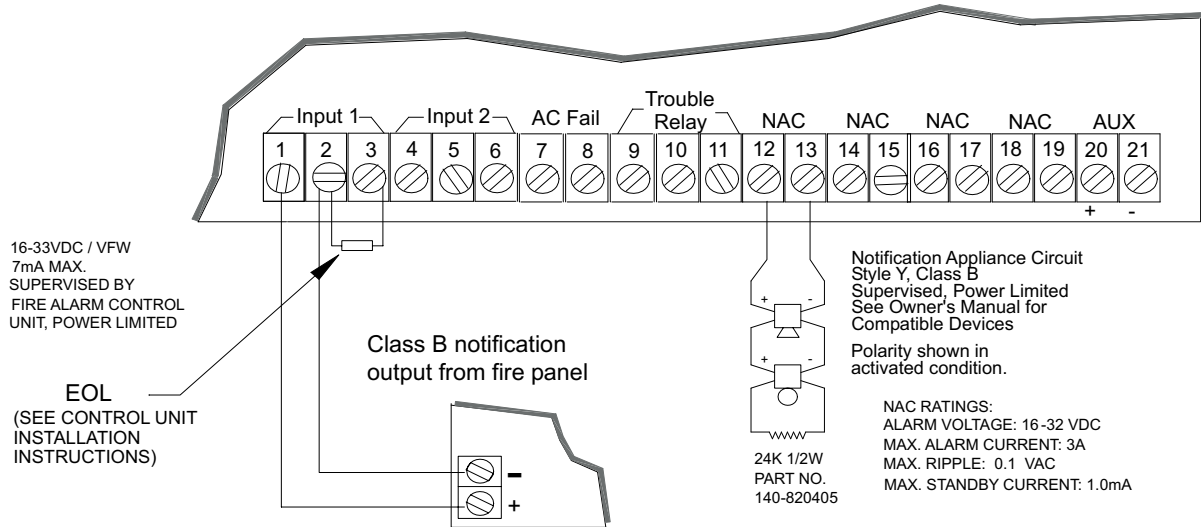 Input 1
Input 2
AC Fail
Trouble
Relay
NAC
NAC
NAC
NAC
AUX
1 2 3 4 5 6 7 8 9 10 11 12 13 14 15 16 17 18 19 20 21
+ -
16-33VDC / VFW
7mA MAX.
SUPERVISED BY
FIRE ALARM CONTROL
UNIT, POWER LIMITED
EOL
(SEE CONTROL UNIT
INSTALLATION
INSTRUCTIONS)
Class B notification
output from fire panel
-
+
+ -
+ -
24K 1/2W
PART NO.
140-820405
Notification Appliance Circuit
Style Y, Class B
Supervised, Power Limited
See Owner's Manual for
Compatible Devices
Polarity shown in
activated condition.
NAC RATINGS:
ALARM VOLTAGE: 16-32 VDC
MAX. ALARM CURRENT: 3A
MAX. RIPPLE: 0.1 VAC
MAX. STANDBY CURRENT: 1.0mA